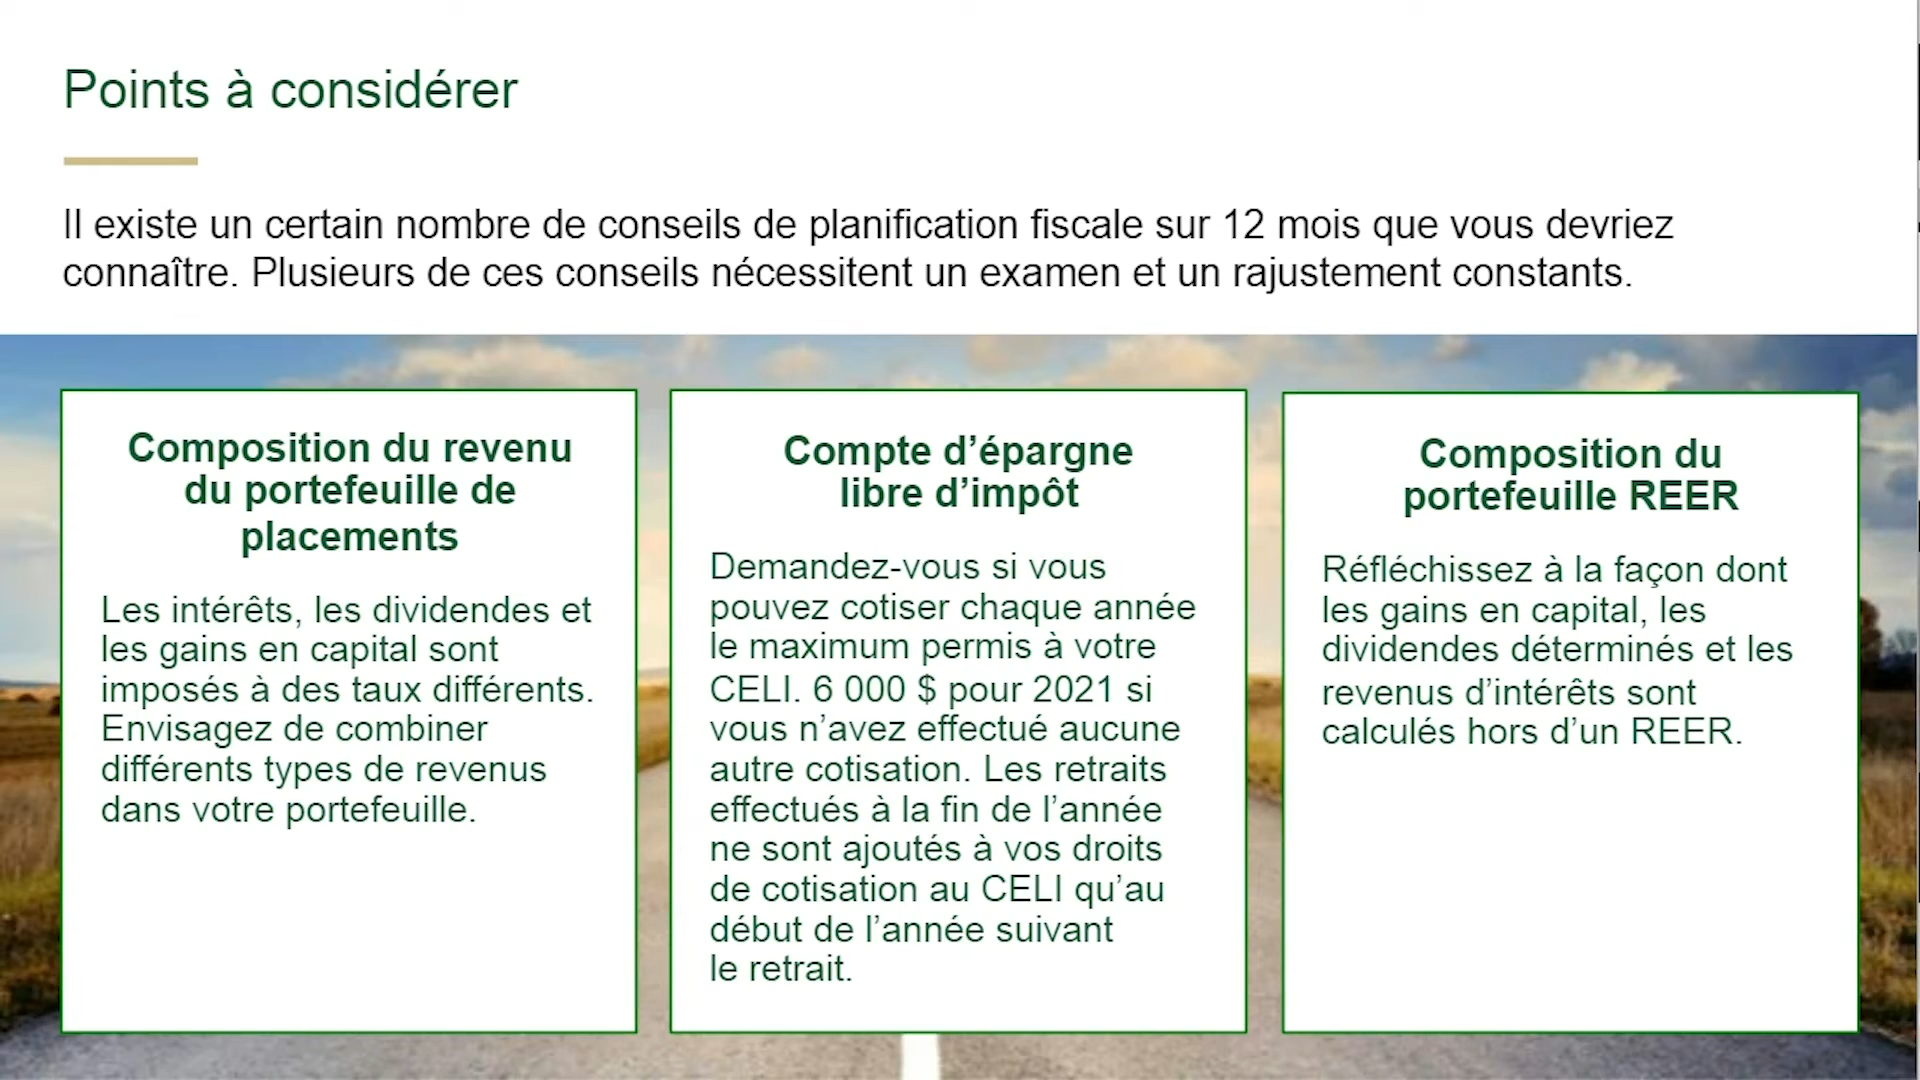 Points à considérer
Il existe un certain nombre de conseils de planification fiscale sur 12 mois que vous devriez
connaître. Plusieurs de ces conseils nécessitent un examen et un rajustement constants.
Composition du revenu
du portefeuille de
placements
Les intérêts, les dividendes et
les gains en capital sont
imposés à des taux différents.
Envisagez de combiner
différents types de revenus
dans votre portefeuille.
Compte d’épargne
libre d’impôt
Demandez-vous si vous
pouvez cotiser chaque année
le maximum permis à votre
CELI. 6 000 $ pour 2021 si
vous n’avez effectué aucune
autre cotisation. Les retraits
effectués à la fin de l’année
ne sont ajoutés à vos droits
de cotisation au CELI qu’au
début de l’année suivant
le retrait.
Composition du
portefeuille REER
Réfléchissez à la façon dont
les gains en capital, les
dividendes déterminés et les
revenus d’intérêts sont
calculés hors d’un REER.